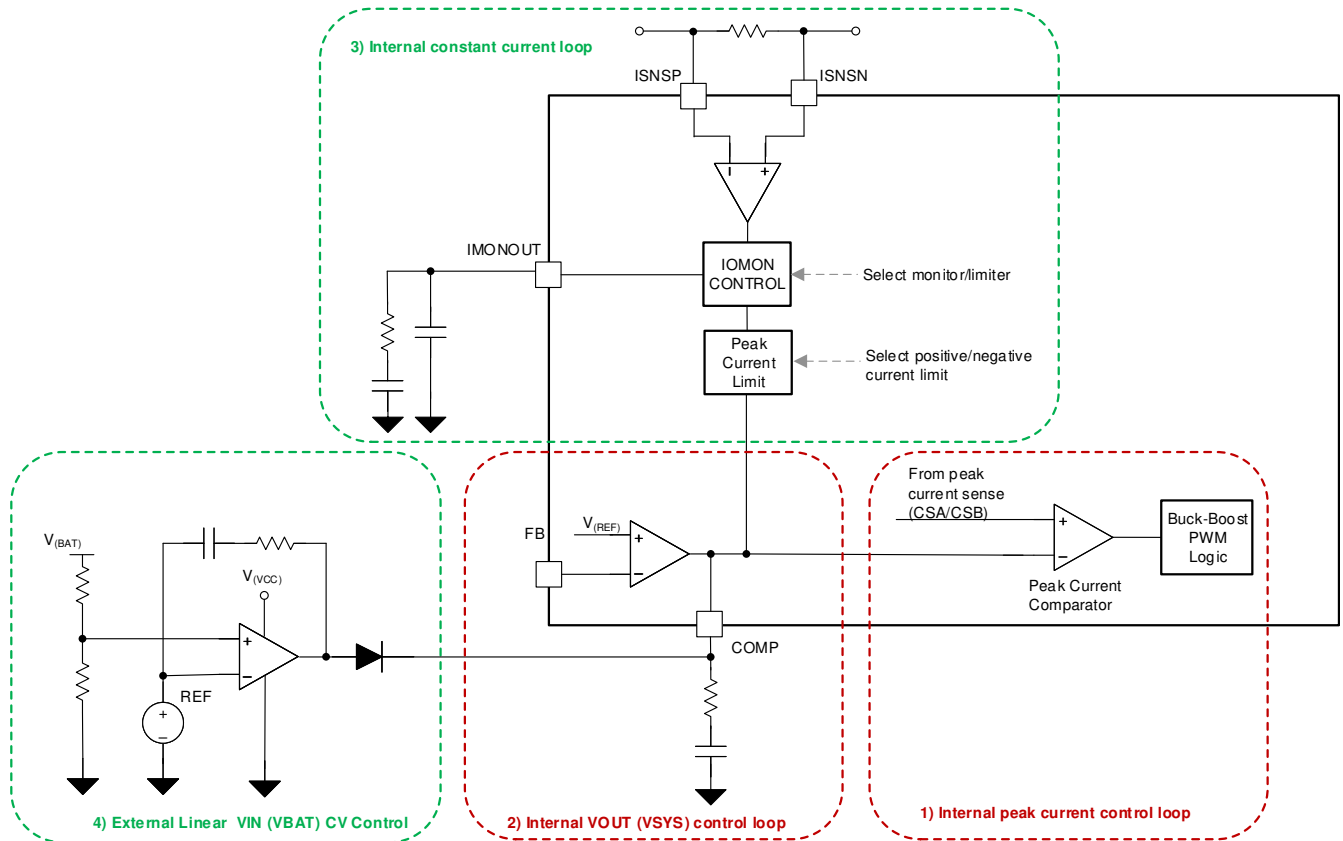 3) Internal constant current loop
ISNSP
ISNSN
− +
IMONOUT
IOMON
CONTROL
Select monitor/limiter
Peak
Current
Limit
Select positive/negative
current limit
From peak
current sense
(CSA/CSB)
V(BAT)
V(VCC)
+
−
REF
+
−
FB
V(REF)
+
−
COMP
+
−
Peak Current
Comparator
Buck-Boost
PWM
Logic
4) External Linear VIN (VBAT) CV Control
2) Internal VOUT (VSYS) control loop
1) Internal peak current control loop